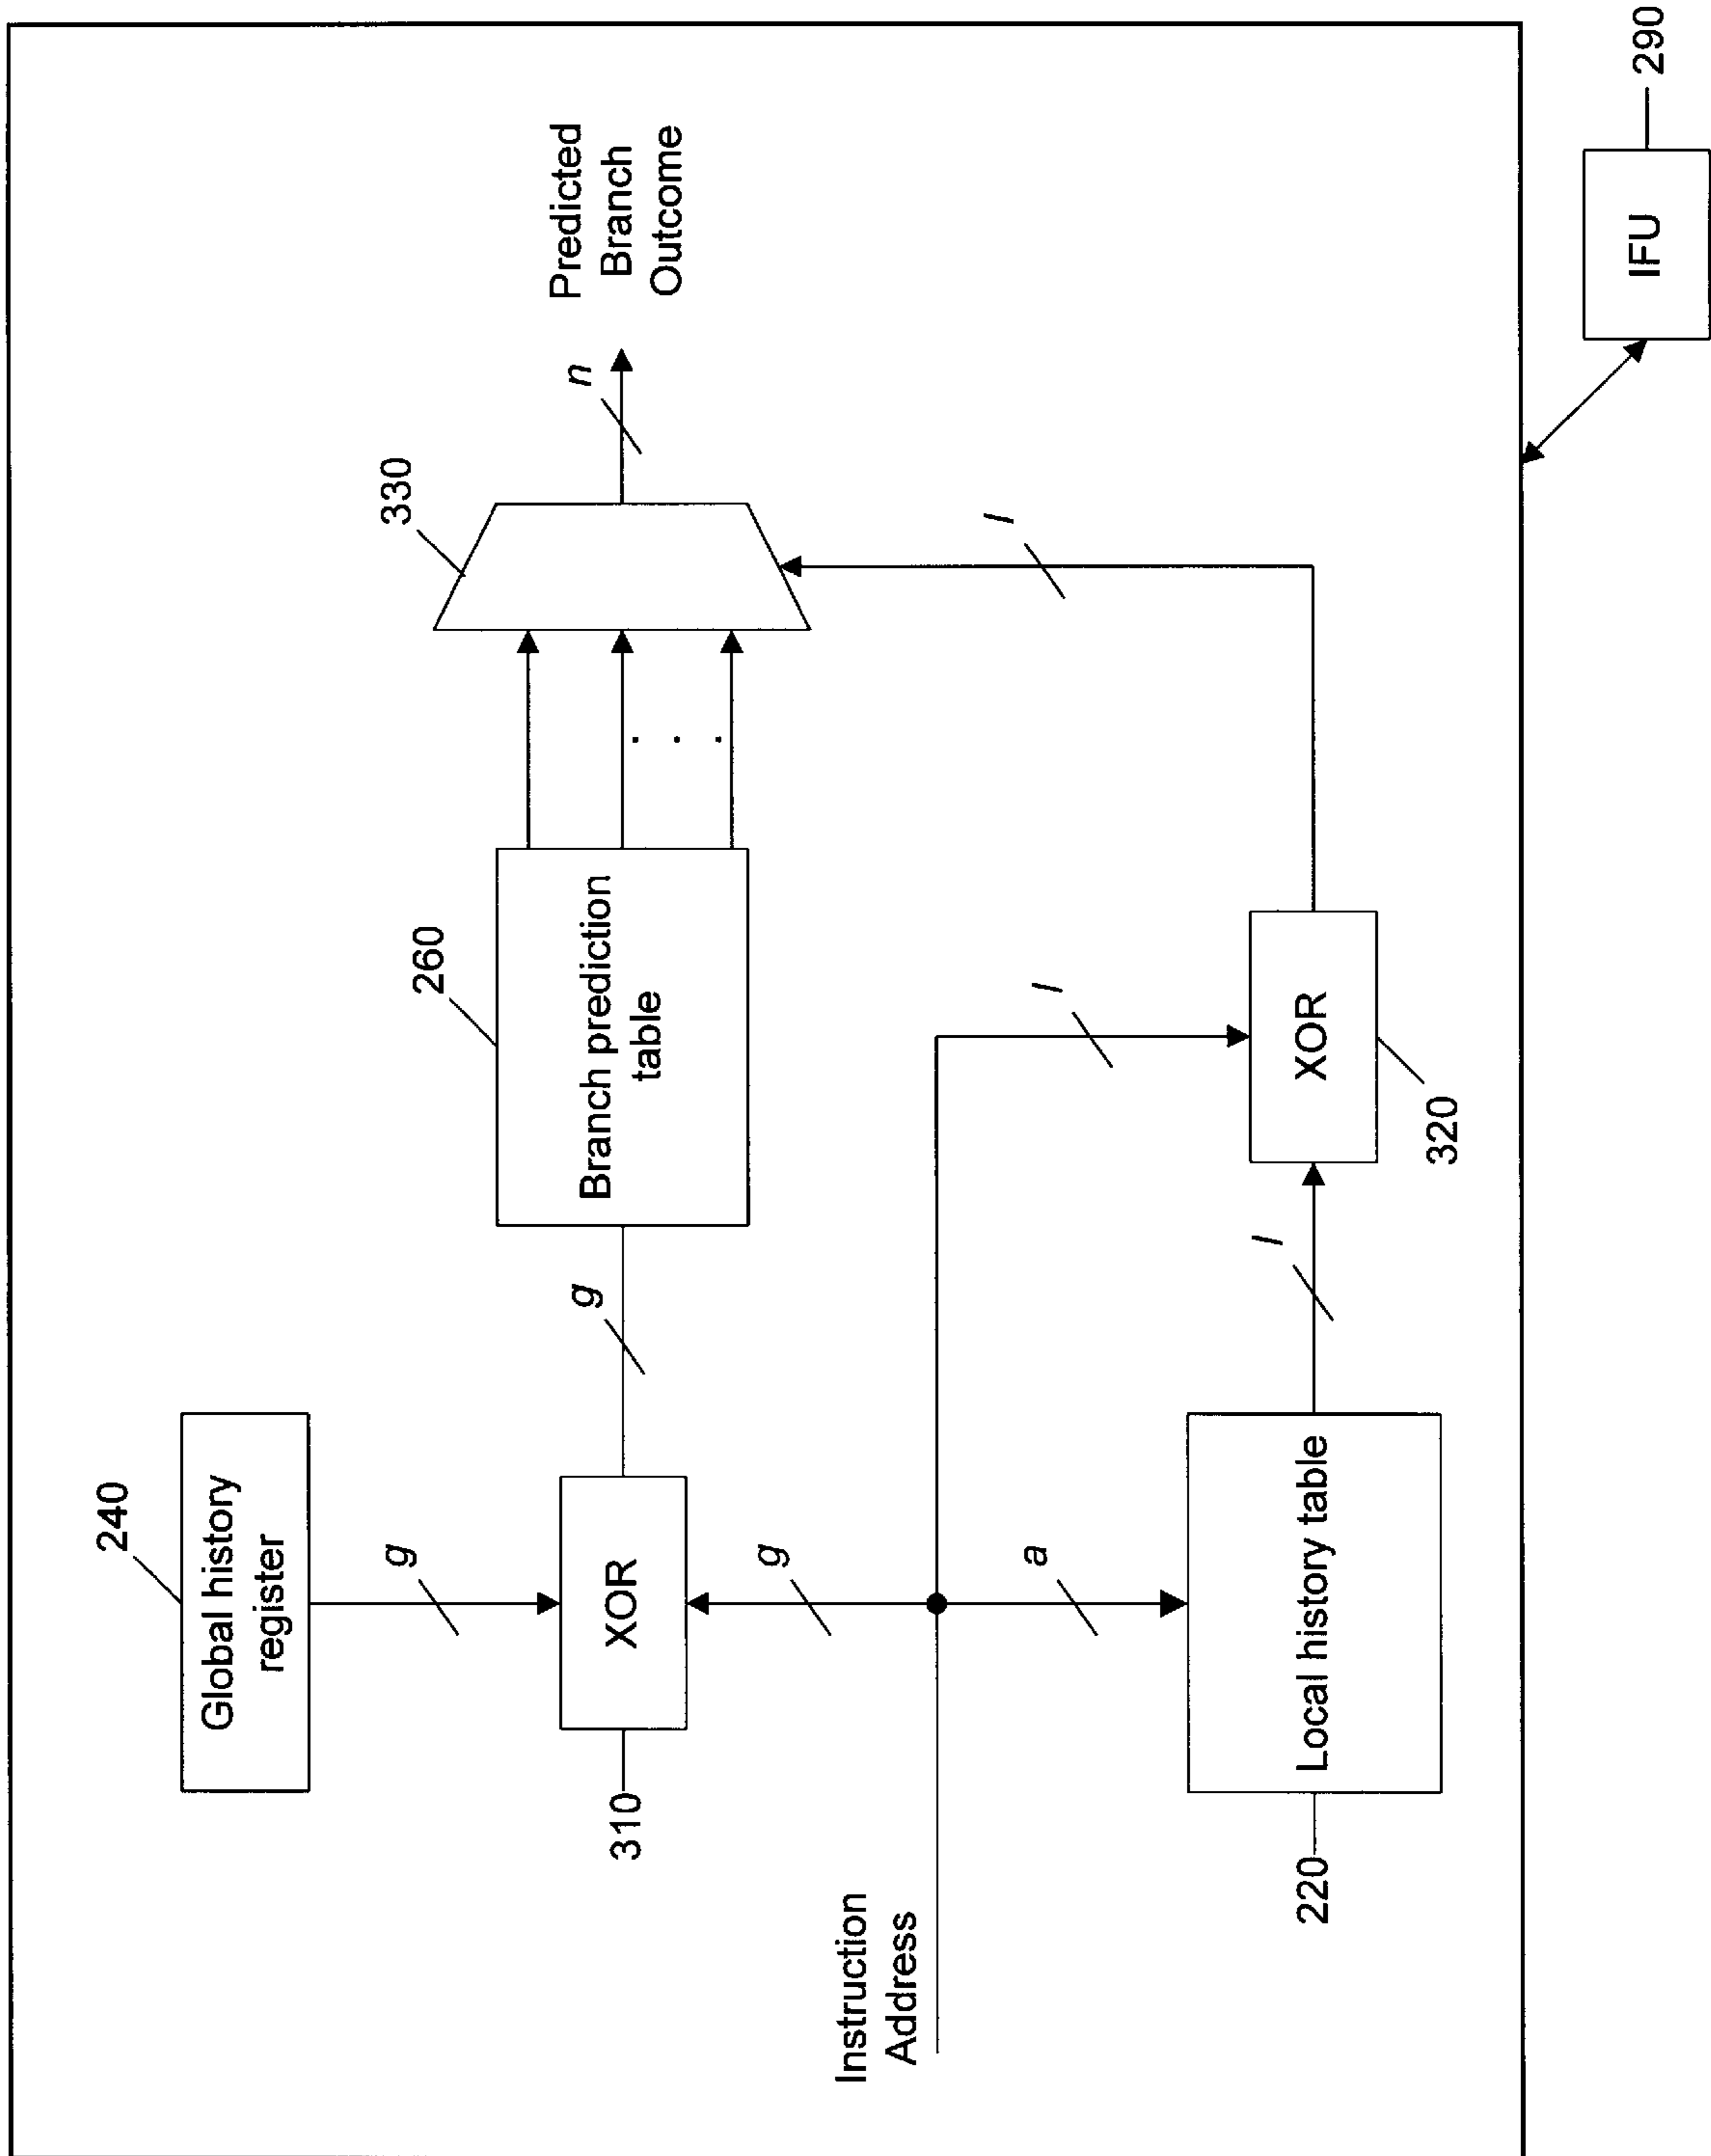 240
Global history
register
g
XOR
310
g
g
260
Branch prediction
table
330
n
Predicted
Branch
Outcome
Instruction
Address
a
Local history table
220
l
l
XOR
320
l
IFU
290